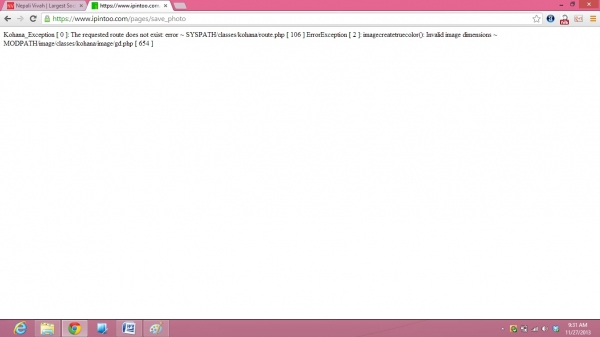 Nepali Vivah | Largest Soc
https://www.ipintoo.com
https://www.ipintoo.com/pages/save_photo
Kohana_Exception [ 0 ]: The requested route does not exist: error ~ SYSPATH/classes/kohana/route.php [ 106 ] ErrorException [ 2 ]: imagecreatetruecolor(): Invalid image dimensions ~
MODPATH/image/classes/kohana/image/gd.php [ 654 ]
9:31 AM
11/27/2013